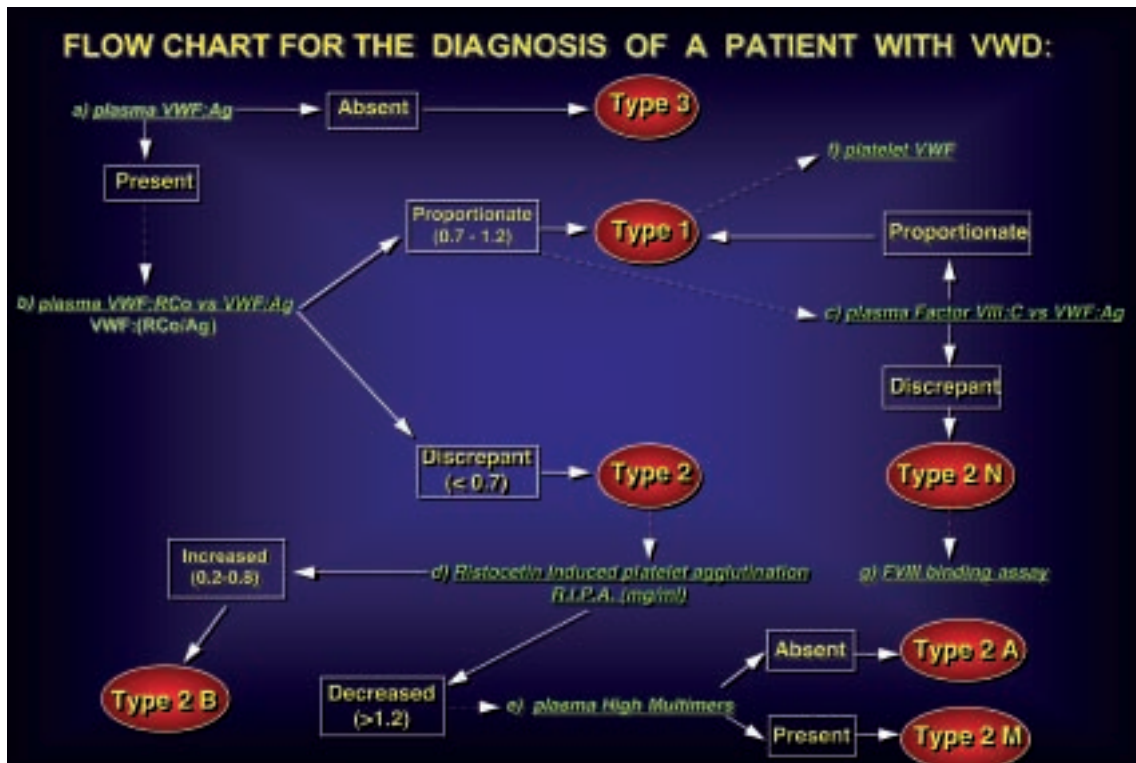 FLOW CHART FOR THE DIAGNOSIS OF A PATIENT WITH VWD:
a) plasma VWF:Ag
Absent
Type 3
Present
f) platelet VWF
Proportionate
(0.7 - 1.2)
Type 1
Proportionate
b) plasma VWF:RCo vs VWF:Ag
VWF:(RCo/Ag)
c) plasma Factor VIII:C vs VWF:Ag
Discrepant
Discrepant
(< 0.7)
Type 2
Type 2 N
Increased
(0.2-0.8)
d) Ristocetin Induced platelet agglutination
R.I.P.A. (mg/ml)
g) FVIII binding assay
Absent
Type 2 A
Type 2 B
Decreased
(>1.2)
e) plasma High Multimers
Present
Type 2 M